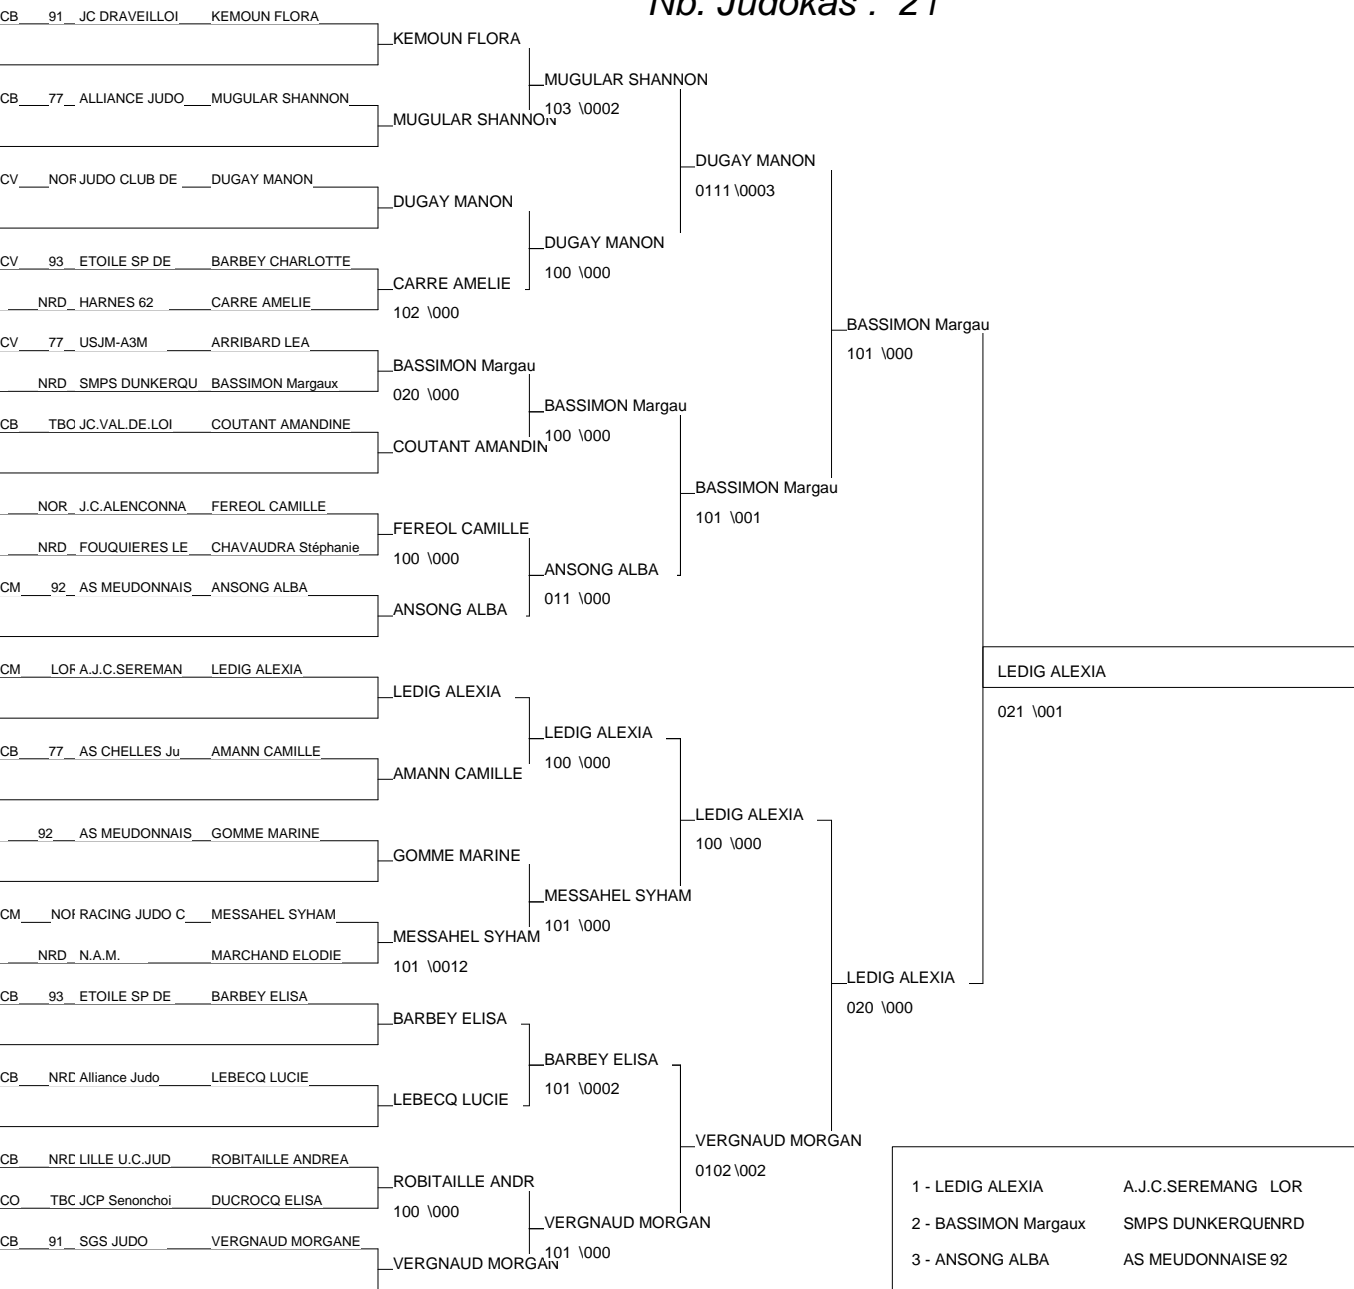 Nb. Judokas : 21
CB 91 JC DRAVEILLOI KEMOUN FLORA
KEMOUN FLORA
MUGULAR SHANNON
CB 77 ALLIANCE JUDO MUGULAR SHANNON
103 \0002
MUGULAR SHANNON
DUGAY MANON
CV NOR JUDO CLUB DE DUGAY MANON
0111 \0003
DUGAY MANON
DUGAY MANON
CV 93 ETOILE SP DE BARBEY CHARLOTTE
100 \000
CARRE AMELIE
NRD HARNES 62 CARRE AMELIE
102 \000
BASSIMON Margau
CV 77 USJM-A3M ARRIBARD LEA
101 \000
BASSIMON Margau
NRD SMPS DUNKERQU BASSIMON Margaux
020 \000
BASSIMON Margau
CB TBO JC.VAL.DE.LOI COUTANT AMANDINE
100 \000
COUTANT AMANDIN
BASSIMON Margau
NOR J.C.ALENCONNA FEREOL CAMILLE
101 \001
FEREOL CAMILLE
NRD FOUQUIERES LE CHAVAUDRA Stéphanie
100 \000
ANSONG ALBA
CM 92 AS MEUDONNAIS ANSONG ALBA
011 \000
ANSONG ALBA
CM LOR A.J.C.SEREMAN LEDIG ALEXIA
LEDIG ALEXIA
LEDIG ALEXIA
021 \001
LEDIG ALEXIA
CB 77 AS CHELLES Ju AMANN CAMILLE
100 \000
AMANN CAMILLE
LEDIG ALEXIA
92 AS MEUDONNAIS GOMME MARINE
100 \000
GOMME MARINE
MESSAHEL SYHAM
CM NOR RACING JUDO C MESSAHEL SYHAM
101 \000
MESSAHEL SYHAM
NRD N.A.M. MARCHAND ELODIE
101 \0012
LEDIG ALEXIA
CB 93 ETOILE SP DE BARBEY ELISA
020 \000
BARBEY ELISA
BARBEY ELISA
CB NRD Alliance Judo LEBECQ LUCIE
101 \0002
LEBECQ LUCIE
VERGNAUD MORGAN
CB NRD LILLE U.C.JUD ROBITAILLE ANDREA
0102 \002
ROBITAILLE ANDR
1 - LEDIG ALEXIA A.J.C.SEREMANG LOR
CO TBO JCP Senonchoi DUCROCQ ELISA
100 \000
VERGNAUD MORGAN
2 - BASSIMON Margaux SMPS DUNKERQUE NRD
CB 91 SGS JUDO VERGNAUD MORGANE
101 \000
VERGNAUD MORGAN
3 - ANSONG ALBA AS MEUDONNAISE 92